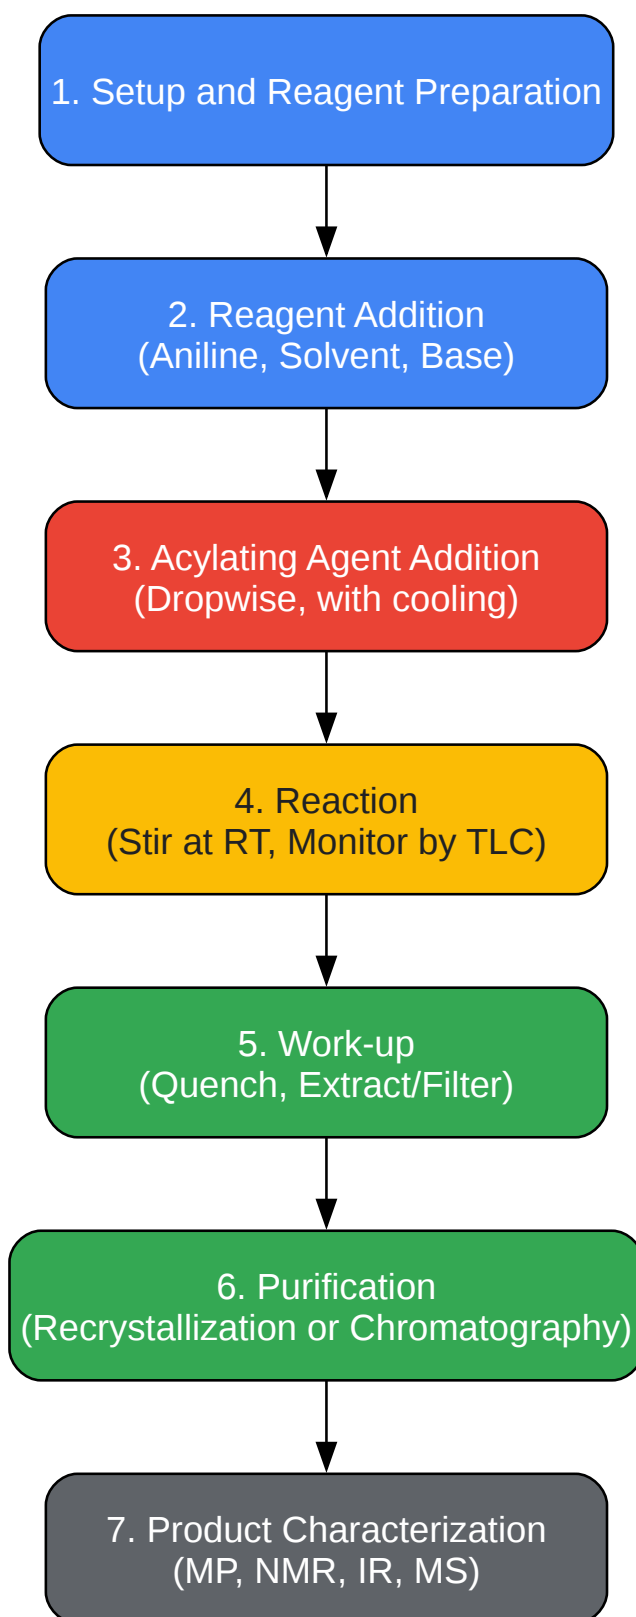 1. Setup and Reagent Preparation
2. Reagent Addition
(Aniline, Solvent, Base)
3. Acylating Agent Addition
(Dropwise, with cooling)
4. Reaction
(Stir at RT, Monitor by TLC)
5. Work-up
(Quench, Extract/Filter)
6. Purification
(Recrystallization or Chromatography)
7. Product Characterization
(MP, NMR, IR, MS)